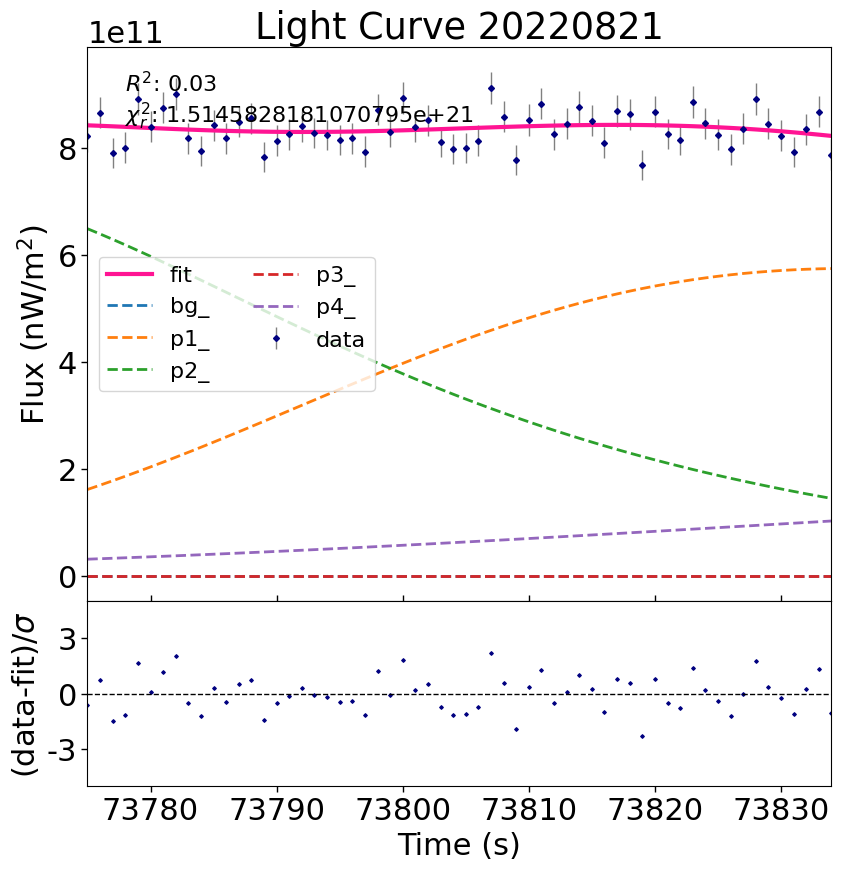 Light Curve 20220821
1e11
R²: 0.03
χ²ᵣ: 1.5145828181070795e+21
8
6
4
2
0
Flux (nW/m²)
fit
bg_
p1_
p2_
p3_
p4_
data
3
0
-3
(data-fit)/σ
73780 73790 73800 73810 73820 73830
Time (s)